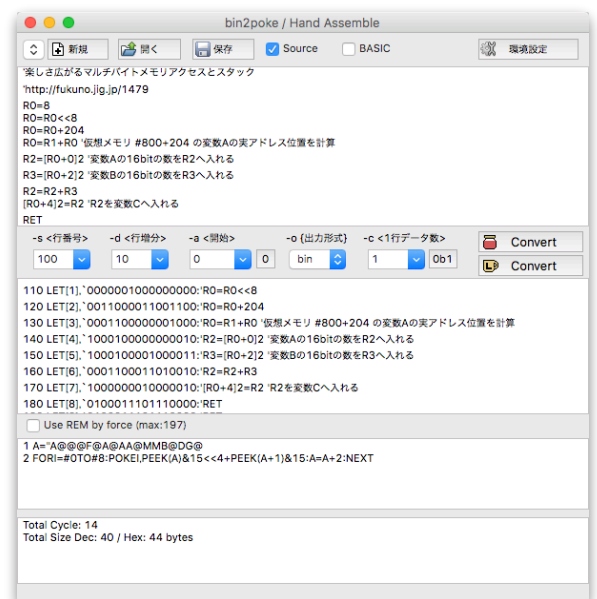 bin2poke / Hand Assemble
新規 開く 保存 Source BASIC 環境設定
'楽しさ広がるマルチバイトメモリアクセスとスタック
'http://fukuno.jig.jp/1479
R0=8
R0=R0<<8
R0=R0+204
R0=R1+R0 '仮想メモリ #800+204 の変数Aの実アドレス位置を計算
R2=[R0+0]2 '変数Aの16bitの数をR2へ入れる
R3=[R0+2]2 '変数Bの16bitの数をR3へ入れる
R2=R2+R3
[R0+4]2=R2 'R2を変数Cへ入れる
RET
-s <行番号> -d <行増分> -a <開始> -o {出力形式} -c <1行データ数> Convert
100 10 0 0 bin 1 0b1 Convert
110 LET[1],`0000001000000000:'R0=R0<<8
120 LET[2],`0011000011001100:'R0=R0+204
130 LET[3],`0001100000001000:'R0=R1+R0 '仮想メモリ #800+204 の変数Aの実アドレス位置を計算
140 LET[4],`1000100000000010:'R2=[R0+0]2 '変数Aの16bitの数をR2へ入れる
150 LET[5],`1000100101000011:'R3=[R0+2]2 '変数Bの16bitの数をR3へ入れる
160 LET[6],`0001100011010010:'R2=R2+R3
170 LET[7],`1000000010000010:'[R0+4]2=R2 'R2を変数Cへ入れる
180 LET[8],`0100011101110000:'RET
Use REM by force (max:197)
1 A="A@@@F@A@AA@MMB@DG@
2 FORI=#0TO#8:POKEI,PEEK(A)&15<<4+PEEK(A+1)&15:A=A+2:NEXT
Total Cycle: 14
Total Size Dec: 40 / Hex: 44 bytes